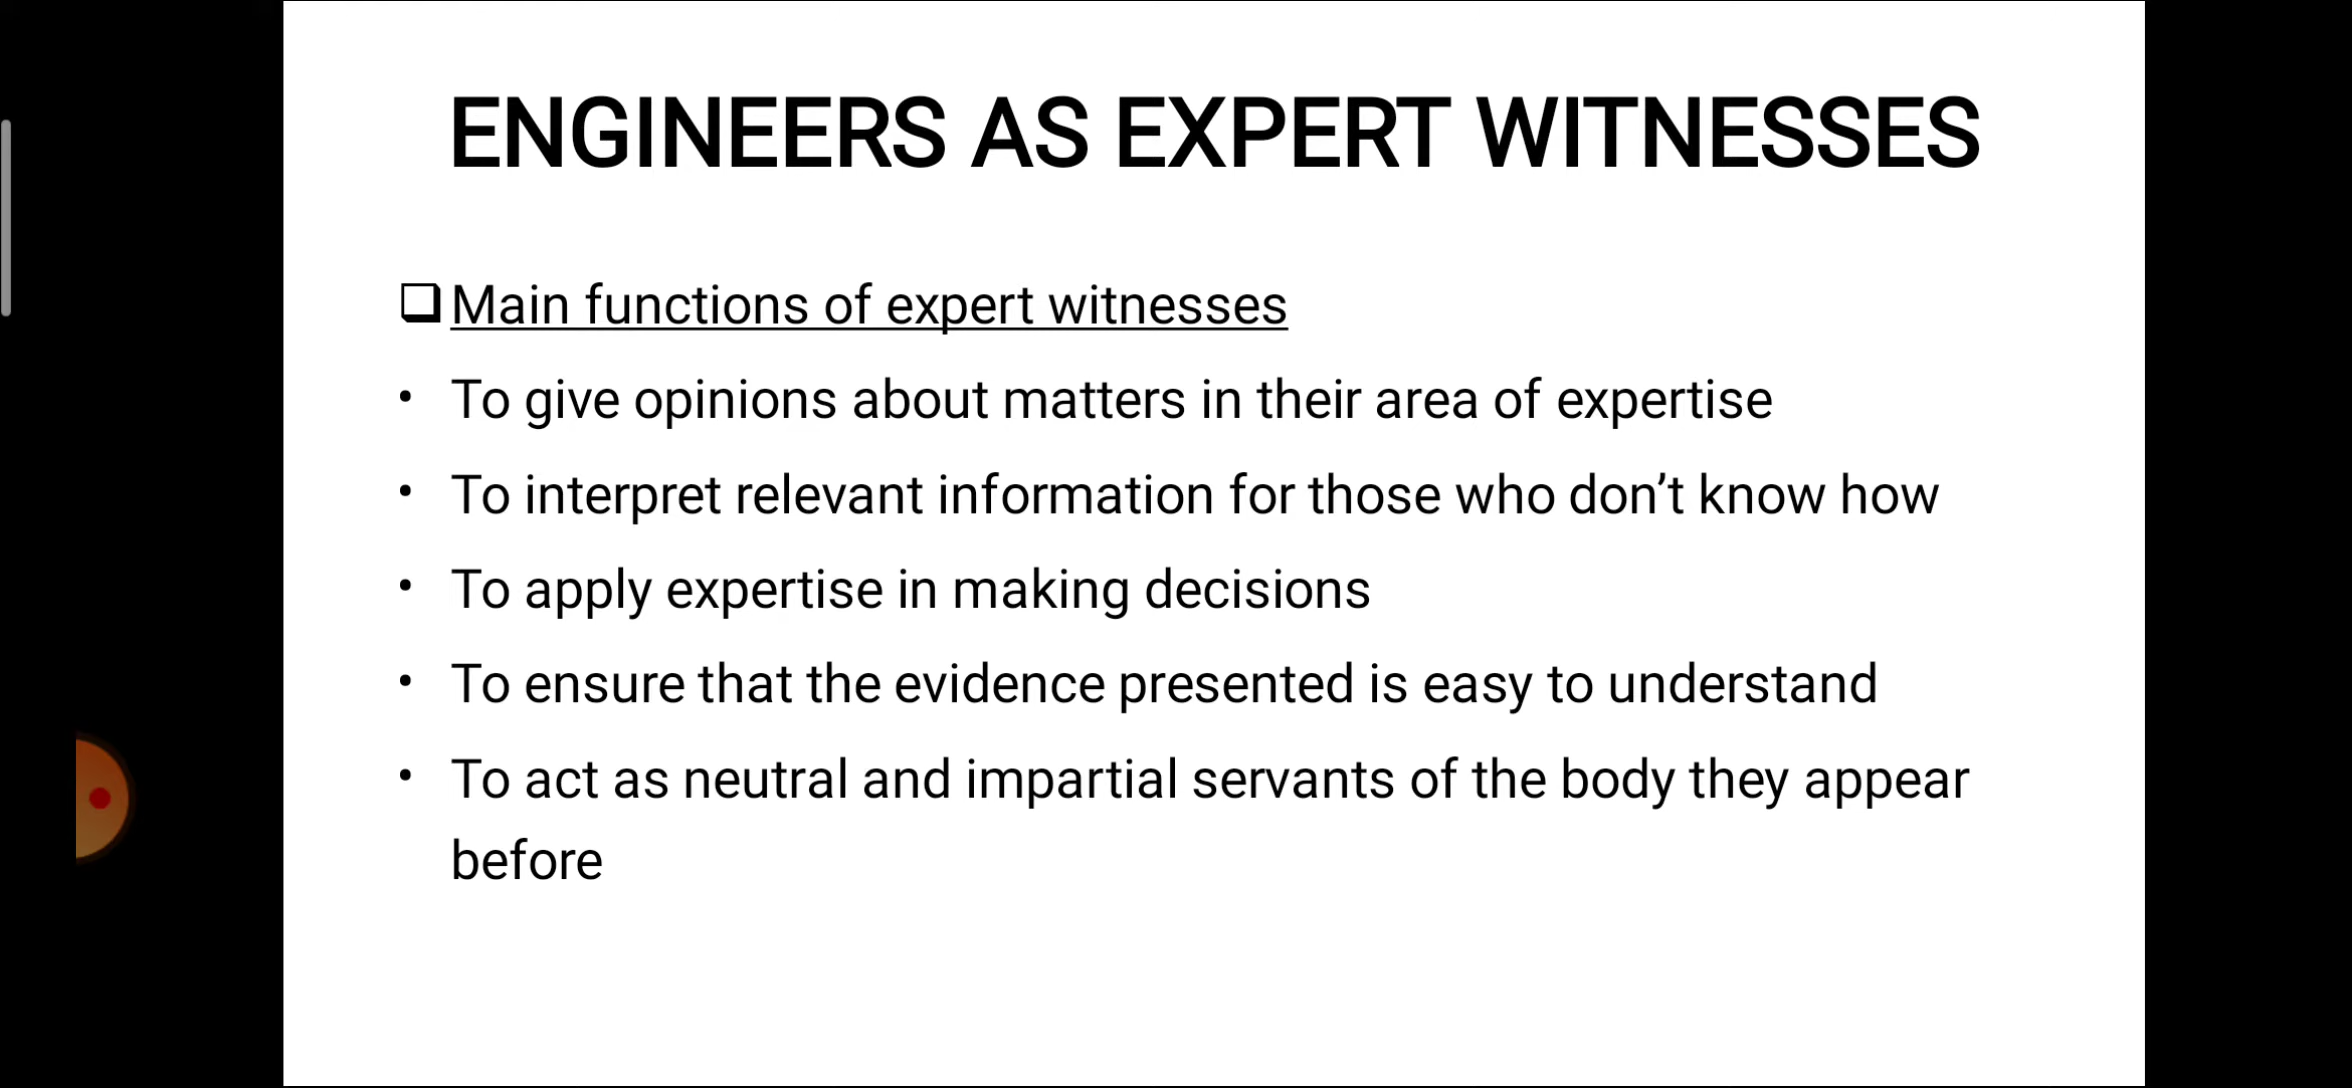 ENGINEERS AS EXPERT WITNESSES
❑ Main functions of expert witnesses
• To give opinions about matters in their area of expertise
• To interpret relevant information for those who don’t know how
• To apply expertise in making decisions
• To ensure that the evidence presented is easy to understand
• To act as neutral and impartial servants of the body they appear
before